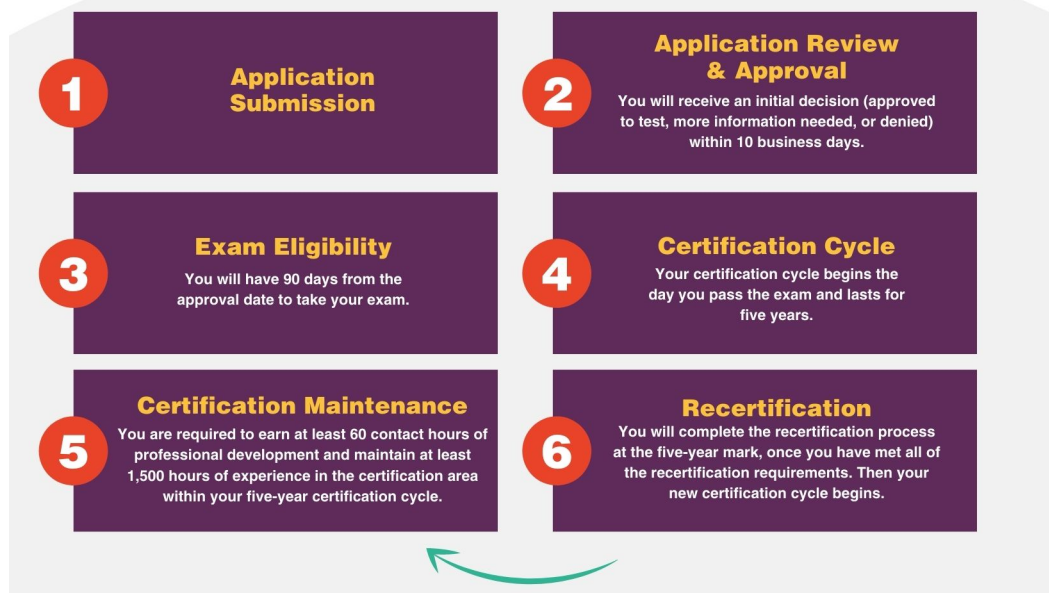 1
Application
Submission
2
Application Review
& Approval
You will receive an initial decision (approved
to test, more information needed, or denied)
within 10 business days.
3
Exam Eligibility
You will have 90 days from the
approval date to take your exam.
4
Certification Cycle
Your certification cycle begins the
day you pass the exam and lasts for
five years.
5
Certification Maintenance
You are required to earn at least 60 contact hours of
professional development and maintain at least
1,500 hours of experience in the certification area
within your five-year certification cycle.
6
Recertification
You will complete the recertification process
at the five-year mark, once you have met all of
the recertification requirements. Then your
new certification cycle begins.